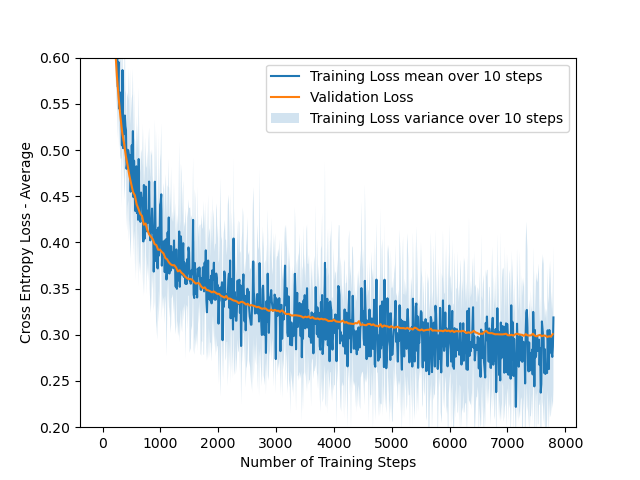 Training Loss mean over 10 steps
Validation Loss
Training Loss variance over 10 steps
Cross Entropy Loss - Average
0.60
0.55
0.50
0.45
0.40
0.35
0.30
0.25
0.20
0 1000 2000 3000 4000 5000 6000 7000 8000
Number of Training Steps